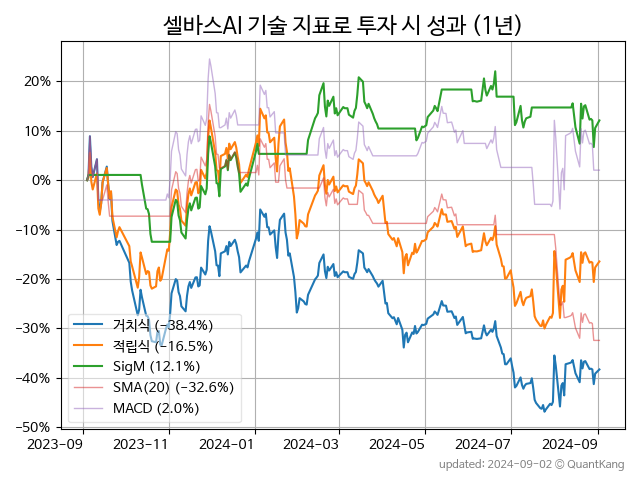 셀바스AI 기술 지표로 투자 시 성과 (1년)
20%
10%
0%
−10%
−20%
−30%
−40%
−50%
거치식 (−38.4%)
적립식 (−16.5%)
SigM (12.1%)
SMA(20) (−32.6%)
MACD (2.0%)
2023-09 2023-11 2024-01 2024-03 2024-05 2024-07 2024-09
updated: 2024-09-02 © QuantKang